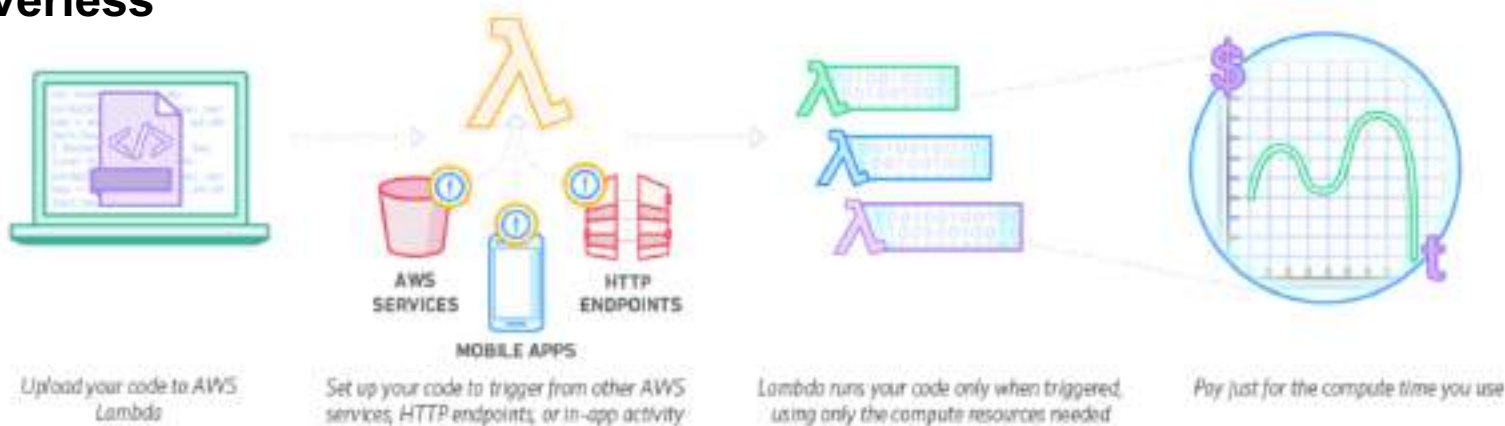 verless
$
t
AWS
SERVICES
HTTP
ENDPOINTS
MOBILE APPS
Upload your code to AWS
Lambda
Set up your code to trigger from other AWS
services, HTTP endpoints, or in-app activity
Lambda runs your code only when triggered,
using only the compute resources needed
Pay just for the compute time you use